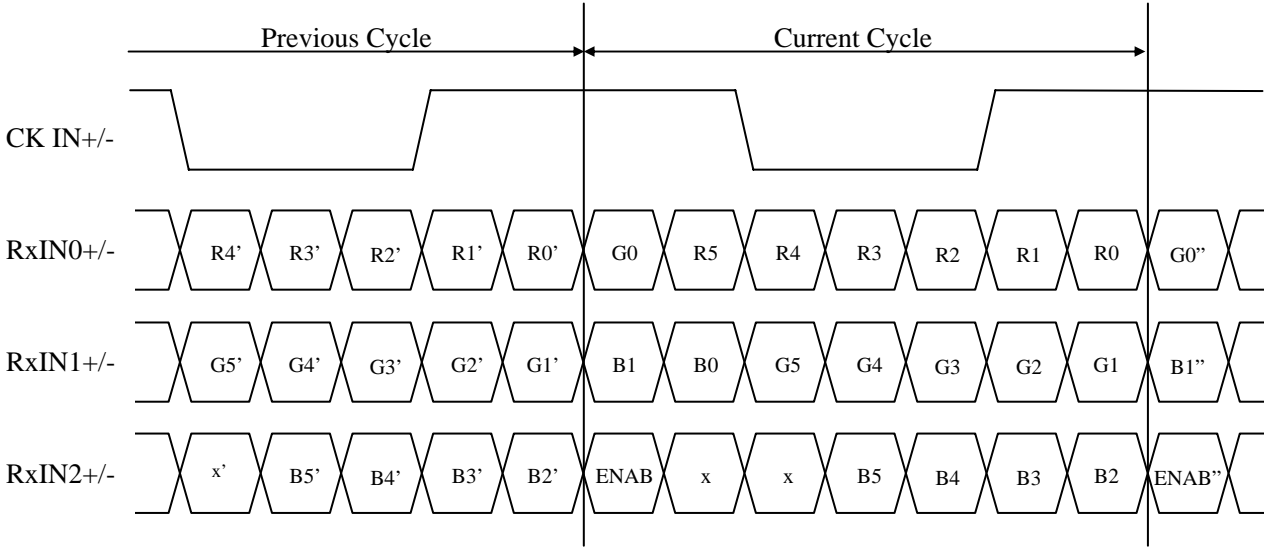 Previous Cycle Current Cycle
CK IN+/-
RxIN0+/- R4’ R3’ R2’ R1’ R0’ G0 R5 R4 R3 R2 R1 R0 G0”
RxIN1+/- G5’ G4’ G3’ G2’ G1’ B1 B0 G5 G4 G3 G2 G1 B1”
RxIN2+/- x’ B5’ B4’ B3’ B2’ ENAB x x B5 B4 B3 B2 ENAB”